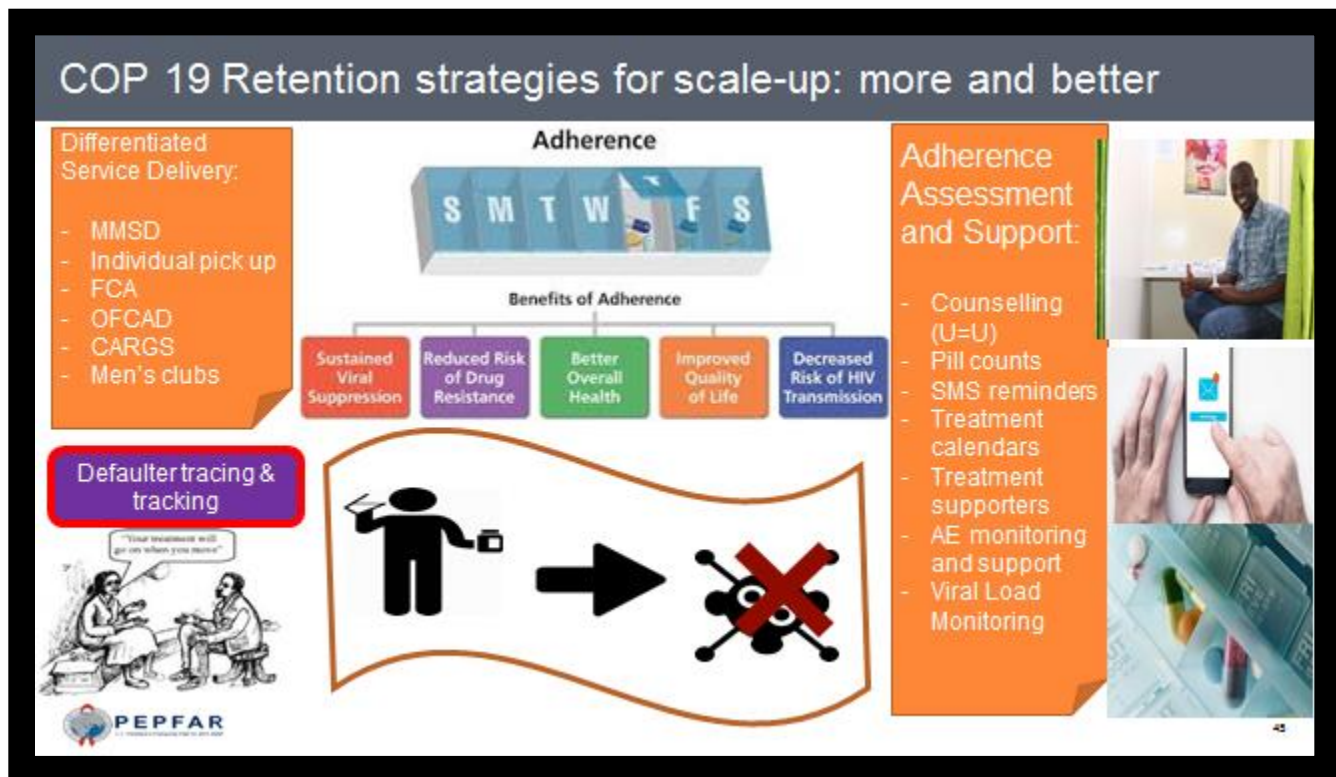 COP 19 Retention strategies for scale-up: more and better
Differentiated
Service Delivery:
- MMSD
- Individual pick up
- FCA
- OFCAD
- CARGS
- Men's clubs
Adherence
S M T W T F S
Benefits of Adherence
Sustained
Viral
Suppression
Reduced Risk
of Drug
Resistance
Better
Overall
Health
Improved
Quality
of Life
Decreased
Risk of HIV
Transmission
Adherence
Assessment
and Support:
- Counselling
(U=U)
- Pill counts
- SMS reminders
- Treatment
calendars
- Treatment
supporters
- AE monitoring
and support
- Viral Load
Monitoring
Defaulter tracing &
tracking
"Your treatment will
go on when you move"
PEPFAR